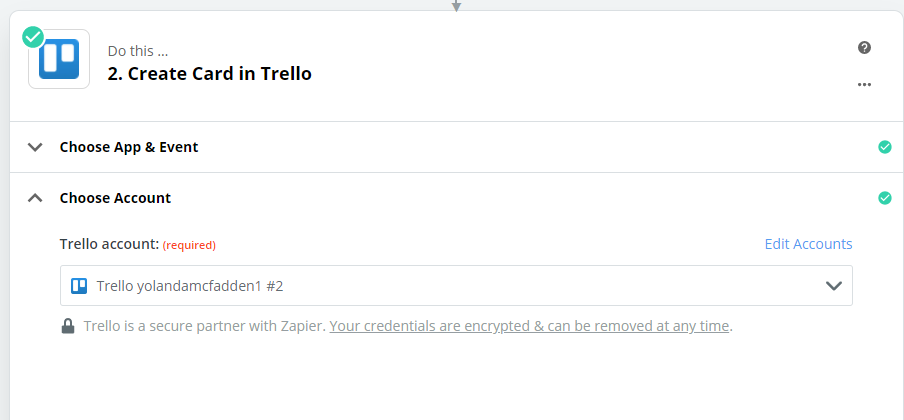 Do this ...
2. Create Card in Trello
Choose App & Event
Choose Account
Trello account: (required)
Edit Accounts
Trello yolandamcfadden1 #2
Trello is a secure partner with Zapier. Your credentials are encrypted & can be removed at any time.